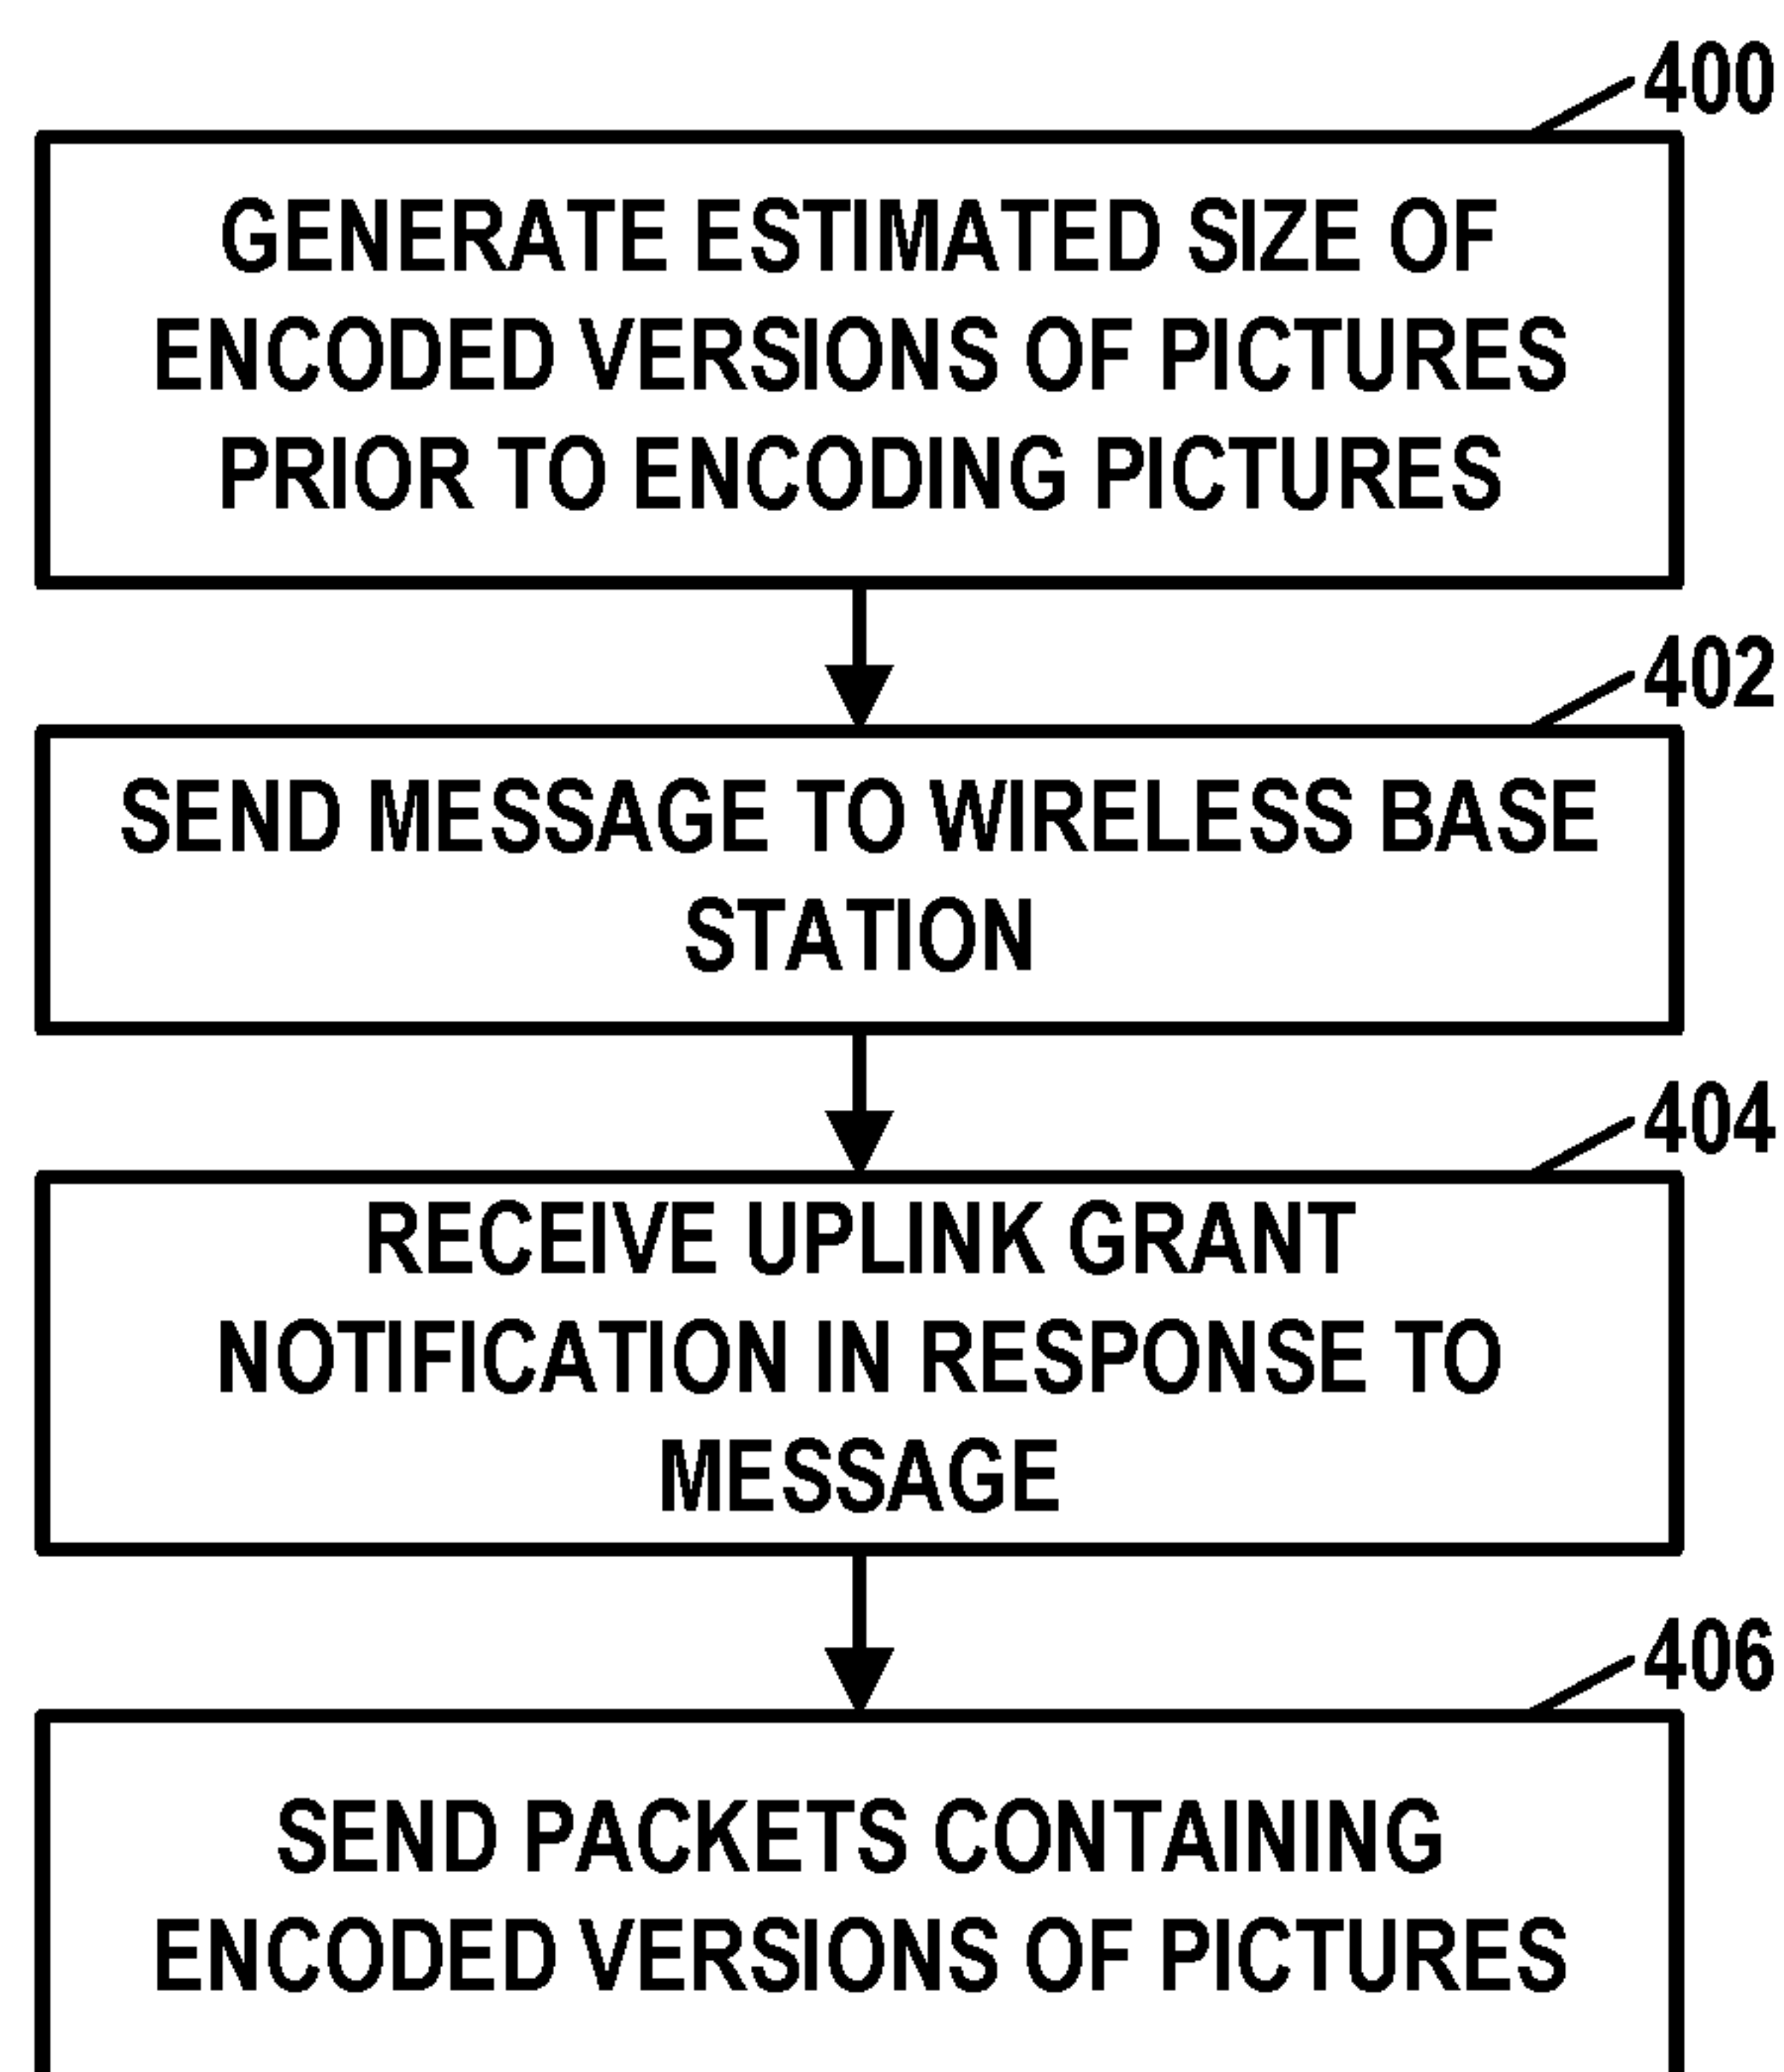 400
GENERATE ESTIMATED SIZE OF
ENCODED VERSIONS OF PICTURES
PRIOR TO ENCODING PICTURES
402
SEND MESSAGE TO WIRELESS BASE
STATION
404
RECEIVE UPLINK GRANT
NOTIFICATION IN RESPONSE TO
MESSAGE
406
SEND PACKETS CONTAINING
ENCODED VERSIONS OF PICTURES